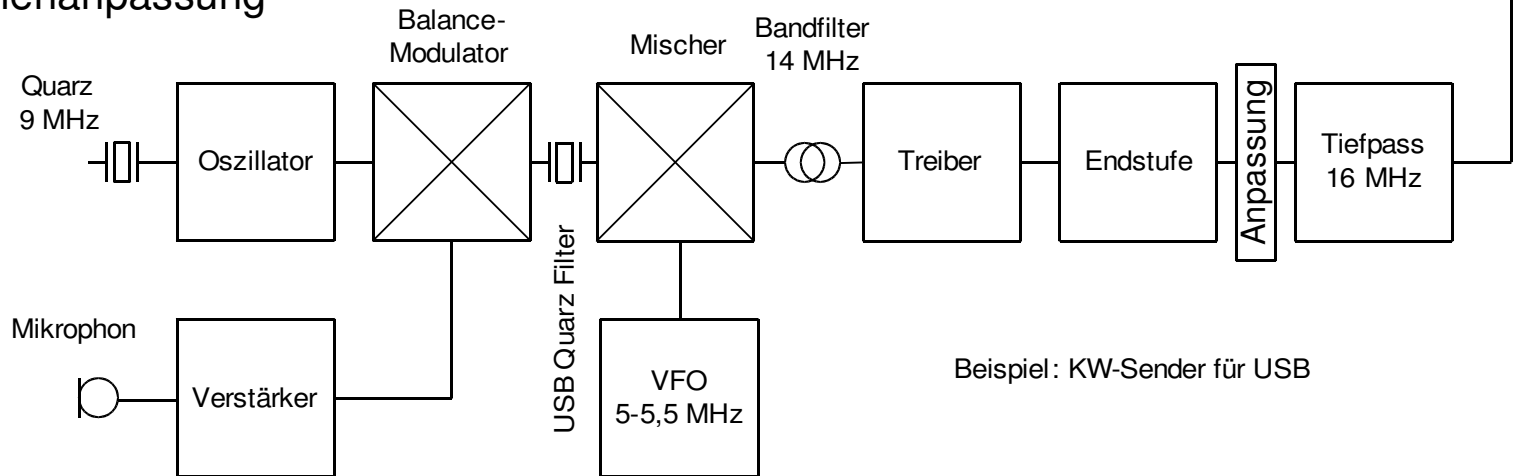 enanpassung
Balance-
Modulator
Mischer
Bandfilter
14 MHz
Quarz
9 MHz
Oszillator
Treiber
Endstufe
Anpassung
Tiefpass
16 MHz
USB Quarz Filter
Mikrophon
Verstärker
VFO
5-5,5 MHz
Beispiel: KW-Sender für USB